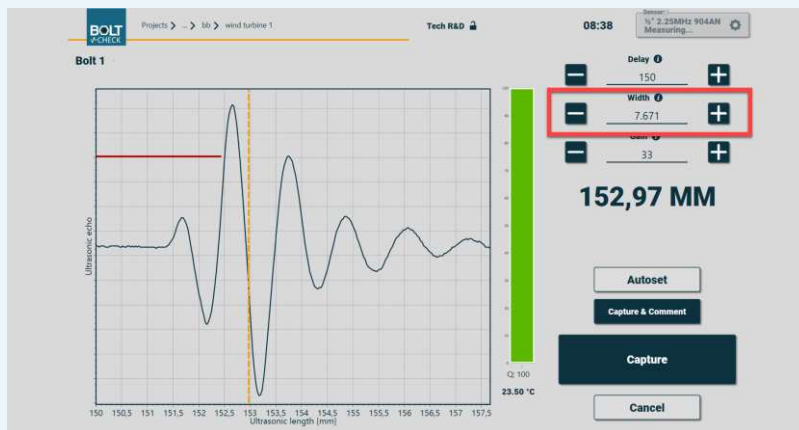 BOLT
✓CHECK
Projects > ... > bb > wind turbine 1
Tech R&D
08:38
Sensor:
½" 2.25MHz 904AN
Measuring...
Bolt 1
Delay
150
Width
7.671
Gain
33
152,97 MM
Autoset
Capture & Comment
Capture
Cancel
Q: 100
23.50 °C
Ultrasonic echo
150 150,5 151 151,5 152 152,5 153 153,5 154 154,5 155 155,5 156 156,5 157 157,5
Ultrasonic length [mm]